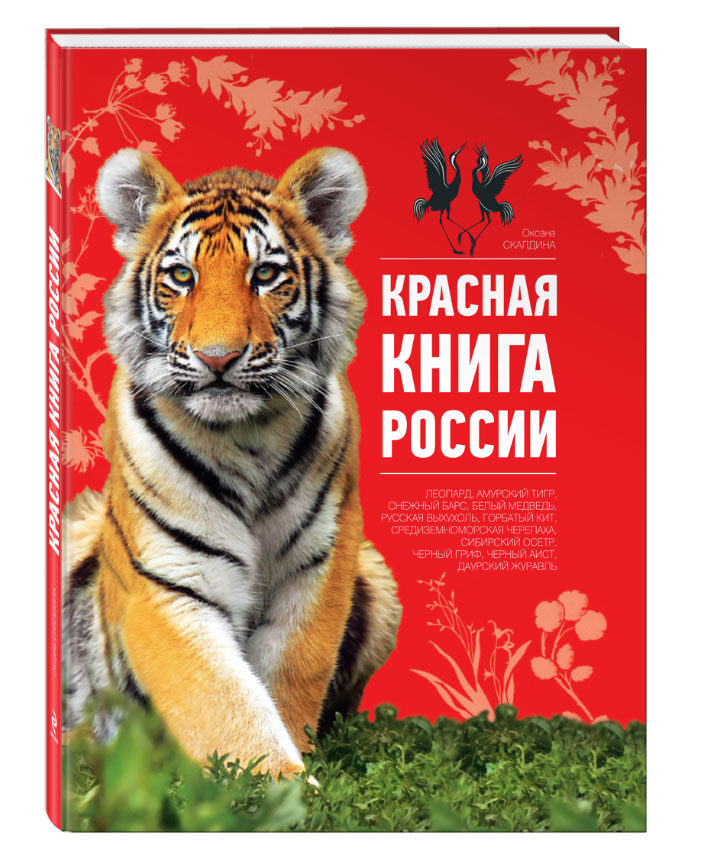 Оксана
СКАЛДИНА
КРАСНАЯ
КНИГА
РОССИИ
ЛЕОПАРД, АМУРСКИЙ ТИГР,
СНЕЖНЫЙ БАРС, БЕЛЫЙ МЕДВЕДЬ,
РУССКАЯ ВЫХУХОЛЬ, ГОРБАТЫЙ КИТ,
СРЕДИЗЕМНОМОРСКАЯ ЧЕРЕПАХА,
СИБИРСКИЙ ОСЕТР,
ЧЕРНЫЙ ГРИФ, ЧЕРНЫЙ АИСТ,
ДАУРСКИЙ ЖУРАВЛЬ
КРАСНАЯ КНИГА РОССИИ